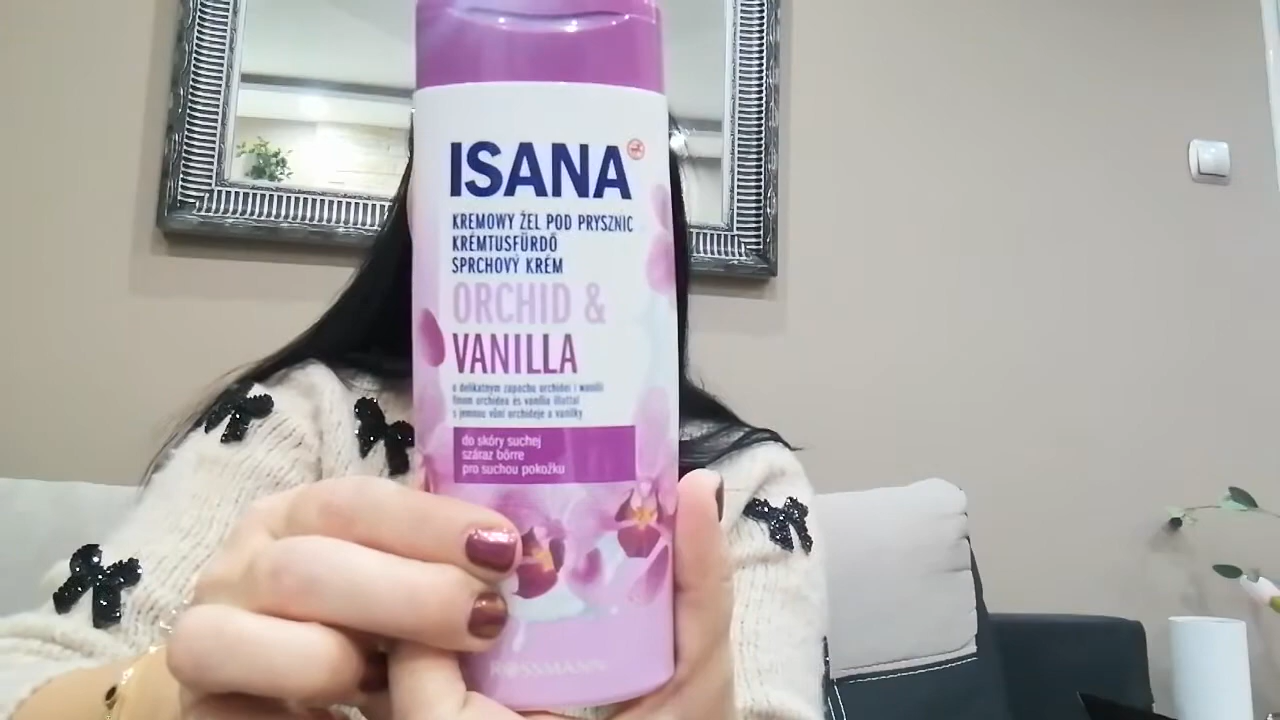 ISANA
KREMOWY ŻEL POD PRYSZNIC
KRÉMTUSFÜRDŐ
SPRCHOVÝ KRÉM
ORCHID &
VANILLA
o delikatnym zapachu orchidei i wanilii
finom orchidea és vanília illattal
s jemnou vůní orchideje a vanilky
do skóry suchej
száraz bőrre
pro suchou pokožku
ROSSMANN